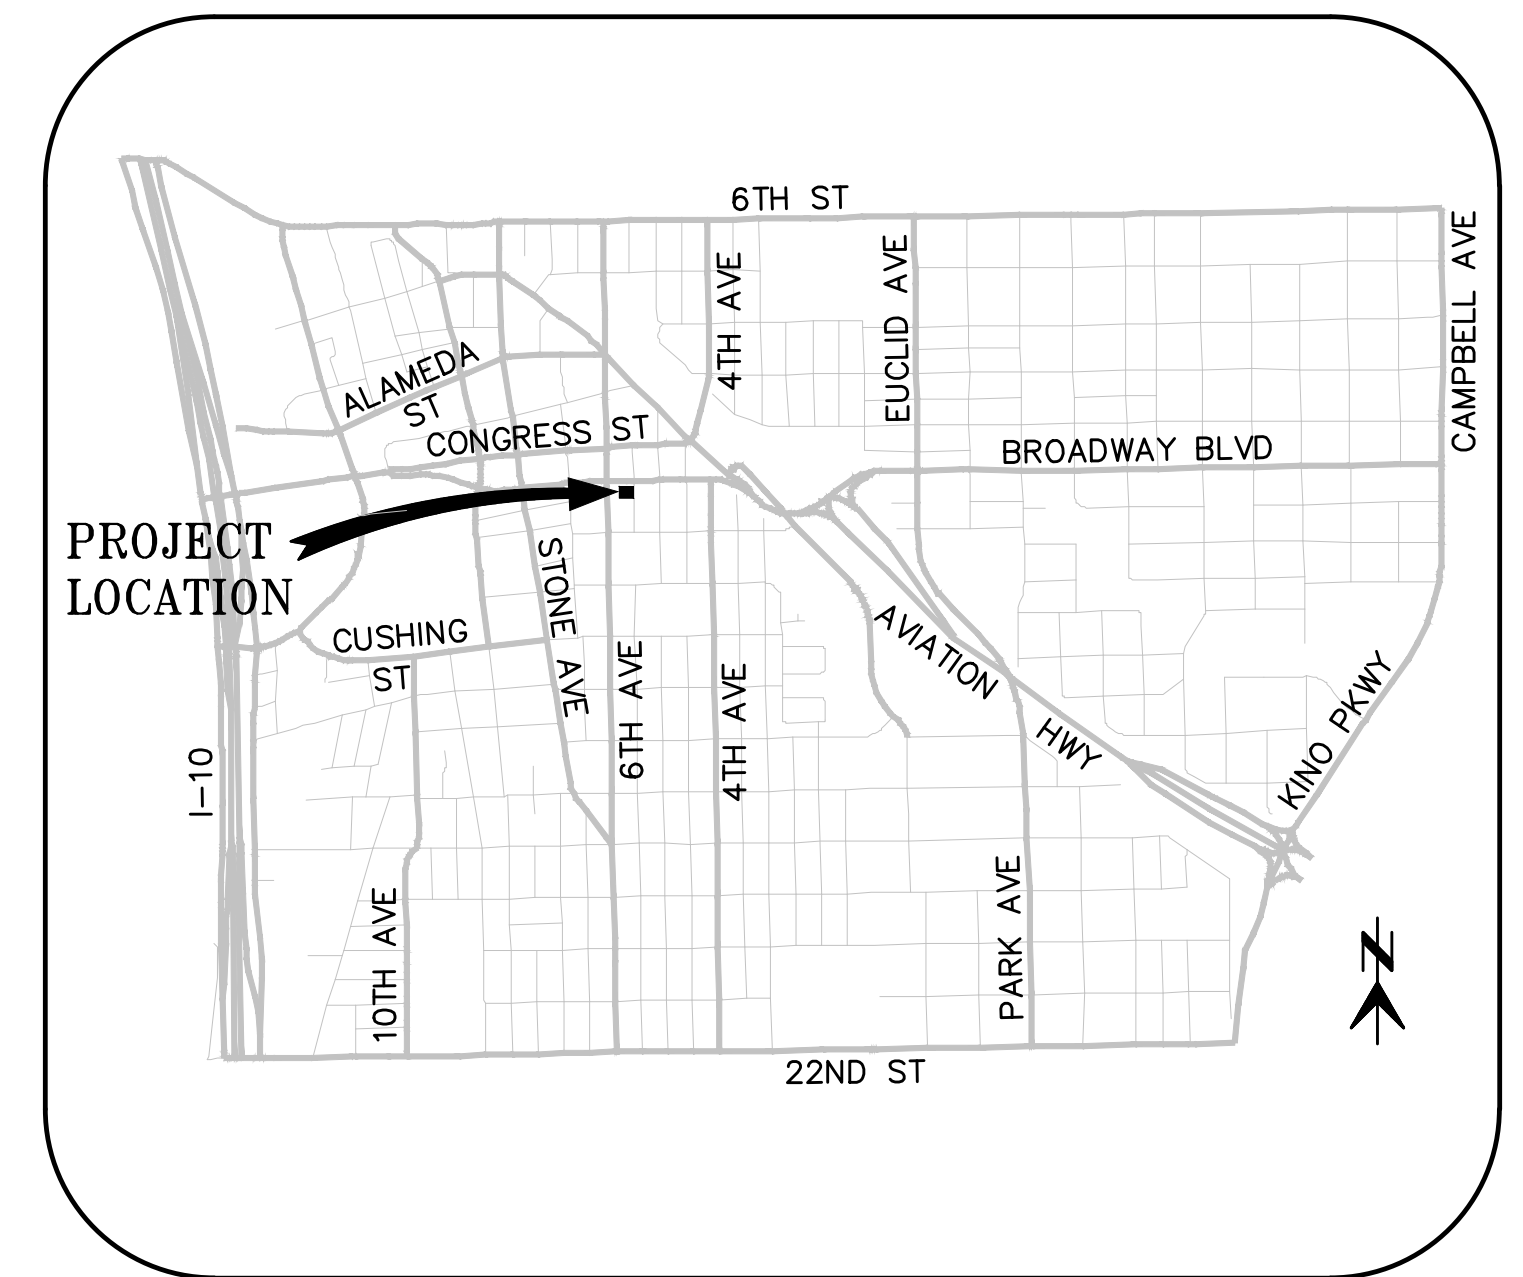 6TH ST
CAMPBELL AVE
EUCLID AVE
4TH AVE
ALAMEDA
ST
CONGRESS ST
BROADWAY BLVD
PROJECT
LOCATION
STONE AVE
CUSHING
ST
AVIATION
HWY
6TH AVE
4TH AVE
KINO PKWY
I-10
10TH AVE
PARK AVE
N
22ND ST